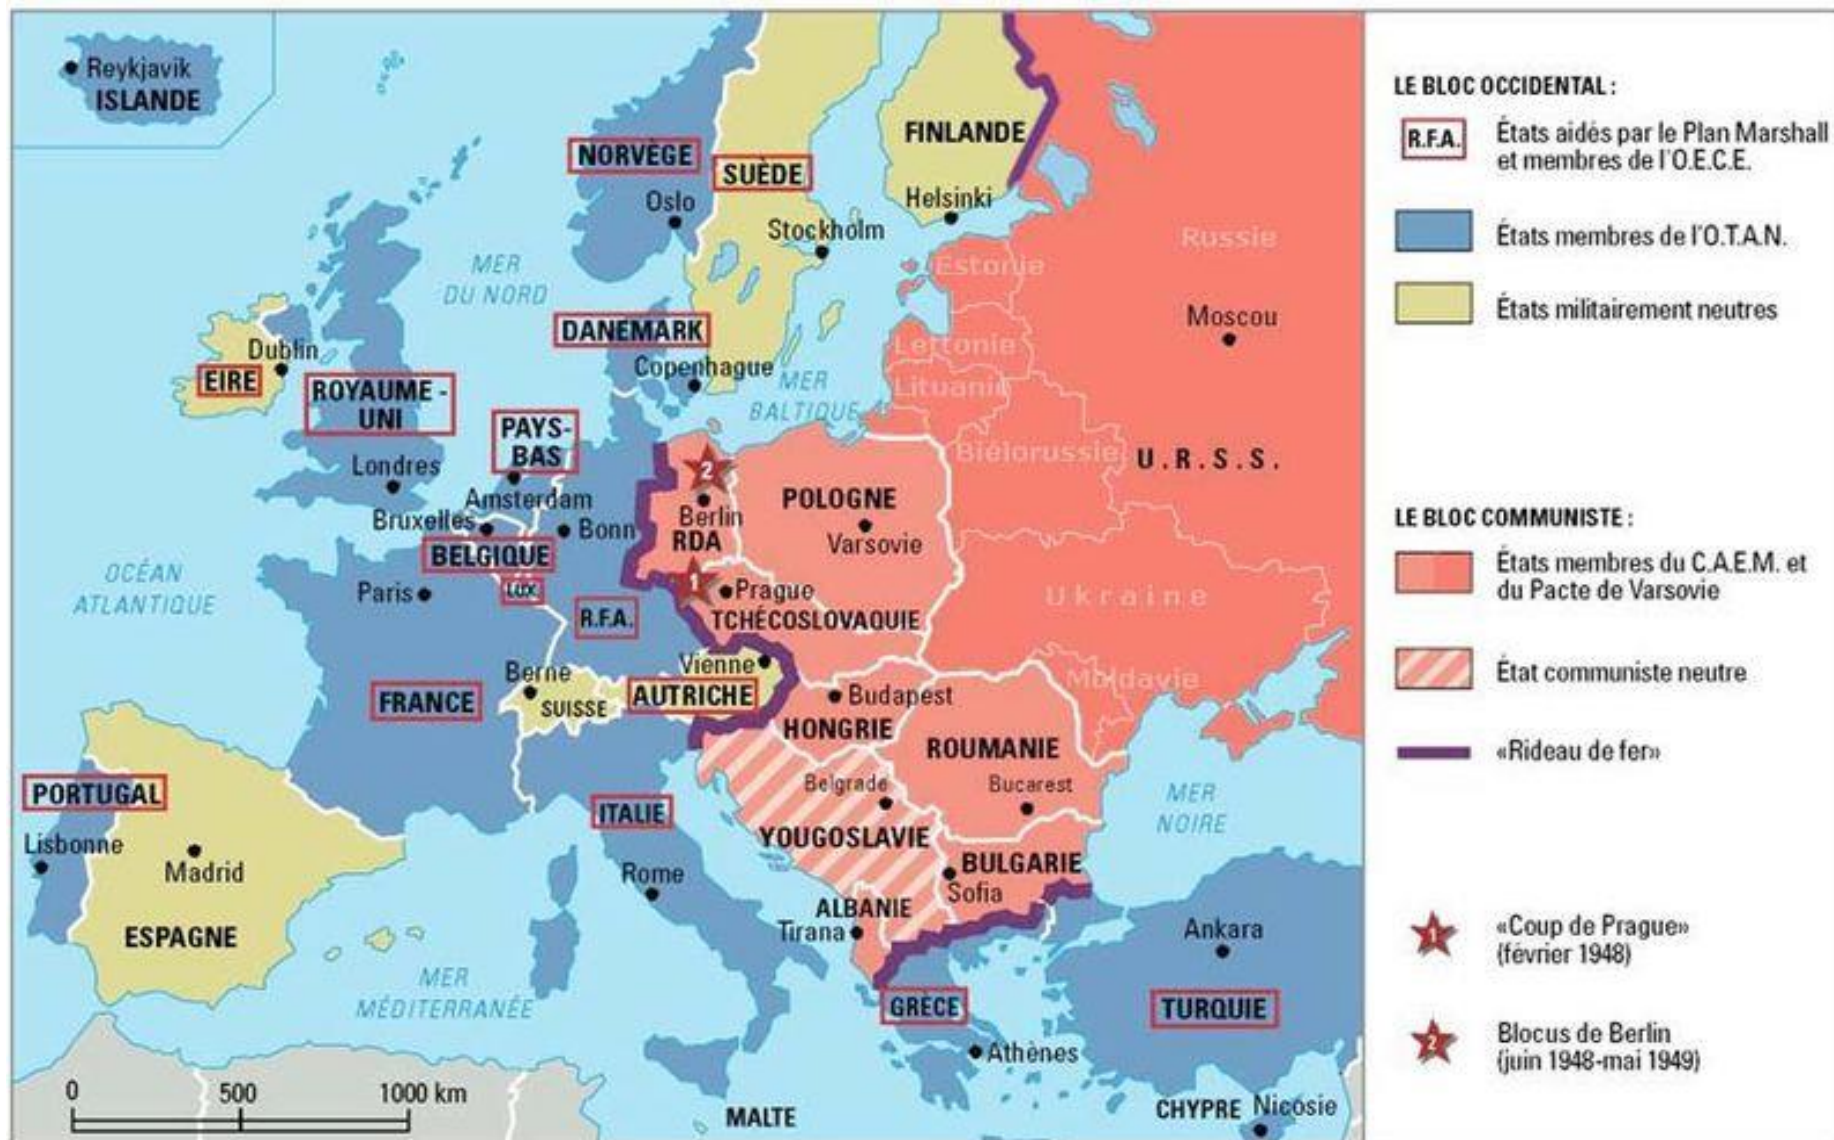 Reykjavik
ISLANDE
NORVÈGE
Oslo
SUÈDE
Stockholm
FINLANDE
Helsinki
Russie
Estonie
Moscou
Lettonie
Lituanie
Biélorussie
U.R.S.S.
MER
DU NORD
DANEMARK
Copenhague
MER
BALTIQUE
Dublin
EIRE
ROYAUME-
UNI
Londres
PAYS-
BAS
Amsterdam
Bruxelles
BELGIQUE
Bonn
LUX.
R.F.A.
2
Berlin
RDA
POLOGNE
Varsovie
1
Prague
TCHÉCOSLOVAQUIE
Ukraine
Moldavie
OCÉAN
ATLANTIQUE
Paris
FRANCE
Berne
SUISSE
Vienne
AUTRICHE
Budapest
HONGRIE
ROUMANIE
Bucarest
Belgrade
YOUGOSLAVIE
BULGARIE
Sofia
MER
NOIRE
PORTUGAL
Lisbonne
Madrid
ESPAGNE
ITALIE
Rome
ALBANIE
Tirana
MER
MÉDITERRANÉE
GRÈCE
Athènes
Ankara
TURQUIE
MALTE
CHYPRE Nicosie
0 500 1000 km
LE BLOC OCCIDENTAL :
R.F.A.
États aidés par le Plan Marshall
et membres de l'O.E.C.E.
États membres de l'O.T.A.N.
États militairement neutres
LE BLOC COMMUNISTE :
États membres du C.A.E.M. et
du Pacte de Varsovie
État communiste neutre
«Rideau de fer»
1
«Coup de Prague»
(février 1948)
2
Blocus de Berlin
(juin 1948-mai 1949)